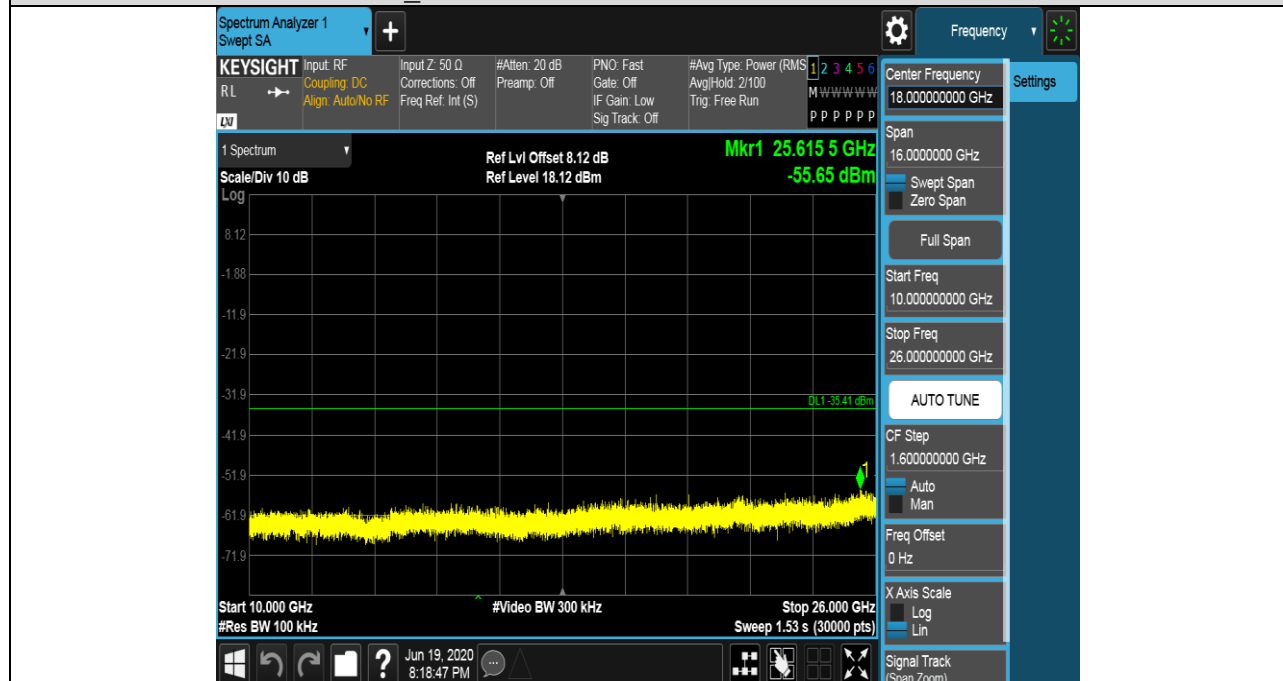 Spectrum Analyzer 1
Swept SA
+
Frequency
KEYSIGHT
RL
LXI
Input: RF
Coupling: DC
Align: Auto/No RF
Input Z: 50 Ω
Corrections: Off
Freq Ref: Int (S)
#Atten: 20 dB
Preamp: Off
PNO: Fast
Gate: Off
IF Gain: Low
Sig Track: Off
#Avg Type: Power (RMS
Avg|Hold: 2/100
Trig: Free Run
1 2 3 4 5 6
M W W W W W
P P P P P P
1 Spectrum
Scale/Div 10 dB
Ref Lvl Offset 8.12 dB
Ref Level 18.12 dBm
Mkr1 25.615 5 GHz
-55.65 dBm
Log
8.12
-1.88
-11.9
-21.9
-31.9
DL1 -35.41 dBm
-41.9
-51.9
1
-61.9
-71.9
Start 10.000 GHz
#Video BW 300 kHz
Stop 26.000 GHz
#Res BW 100 kHz
Sweep 1.53 s (30000 pts)
Jun 19, 2020
8:18:47 PM
?
Center Frequency
18.000000000 GHz
Settings
Span
16.0000000 GHz
Swept Span
Zero Span
Full Span
Start Freq
10.000000000 GHz
Stop Freq
26.000000000 GHz
AUTO TUNE
CF Step
1.600000000 GHz
Auto
Man
Freq Offset
0 Hz
X Axis Scale
Log
Lin
Signal Track
(Span Zoom)